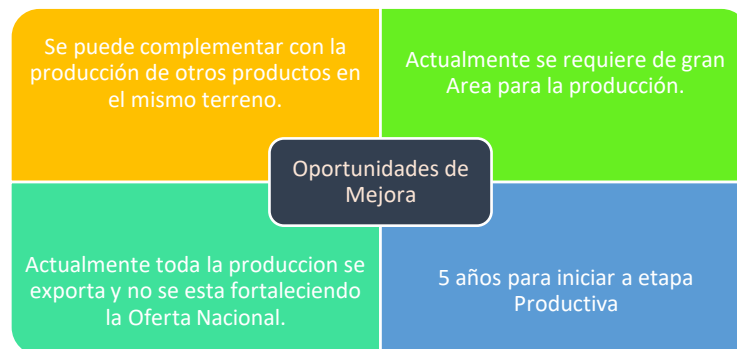 Se puede complementar con la
producción de otros productos en
el mismo terreno.
Actualmente se requiere de gran
Area para la producción.
Oportunidades de
Mejora
Actualmente toda la produccion se
exporta y no se esta fortaleciendo
la Oferta Nacional.
5 años para iniciar a etapa
Productiva